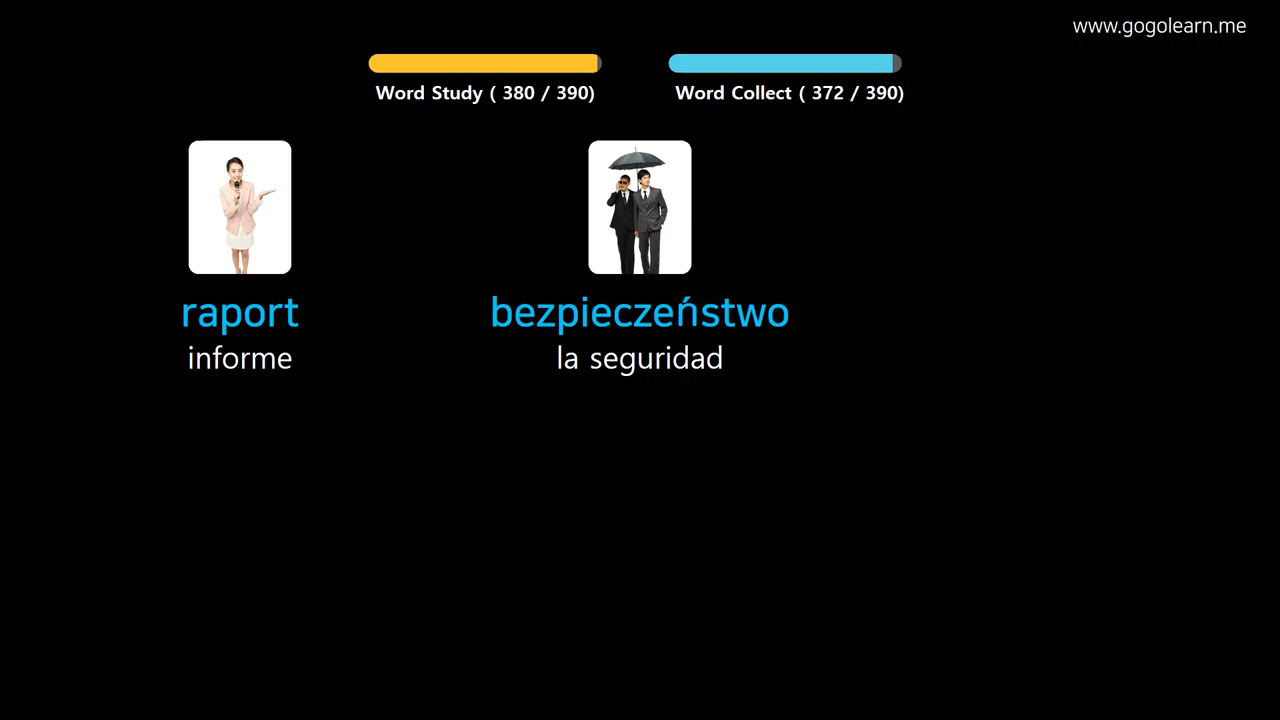 www.gogolearn.me
Word Study ( 380 / 390)
Word Collect ( 372 / 390)
raport
informe
bezpieczeństwo
la seguridad